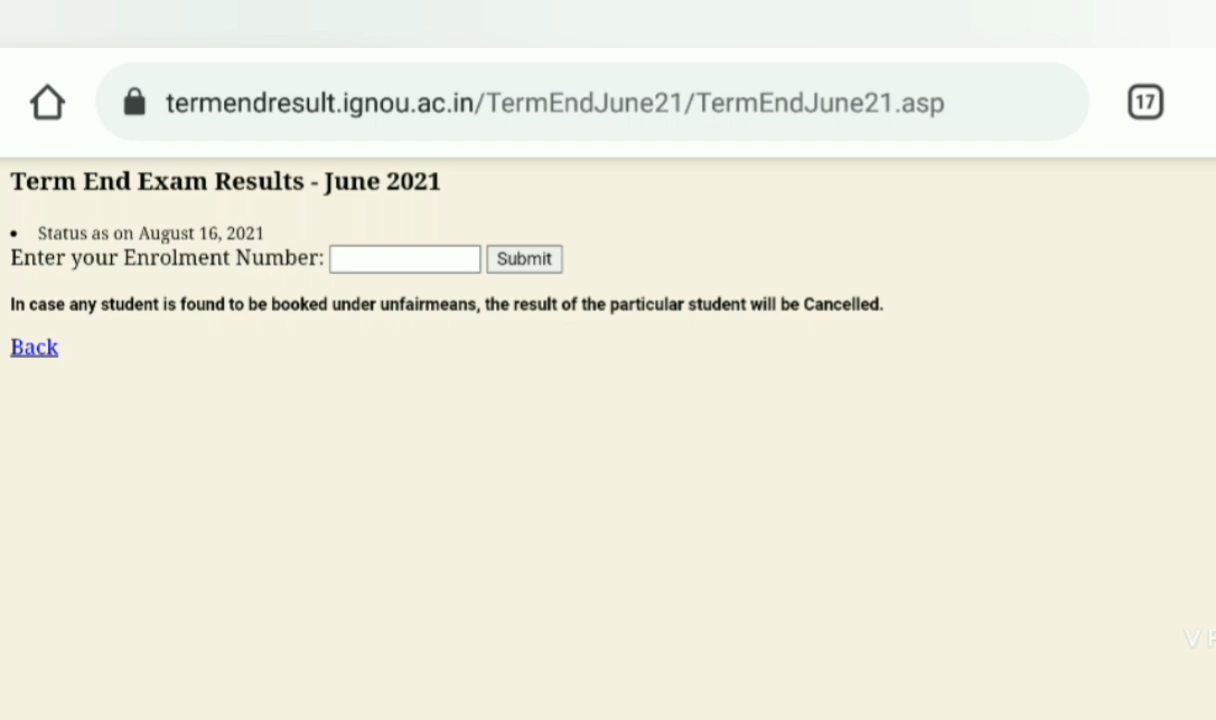 termendresult.ignou.ac.in/TermEndJune21/TermEndJune21.asp
17
Term End Exam Results - June 2021
• Status as on August 16, 2021
Enter your Enrolment Number: Submit
In case any student is found to be booked under unfairmeans, the result of the particular student will be Cancelled.
Back